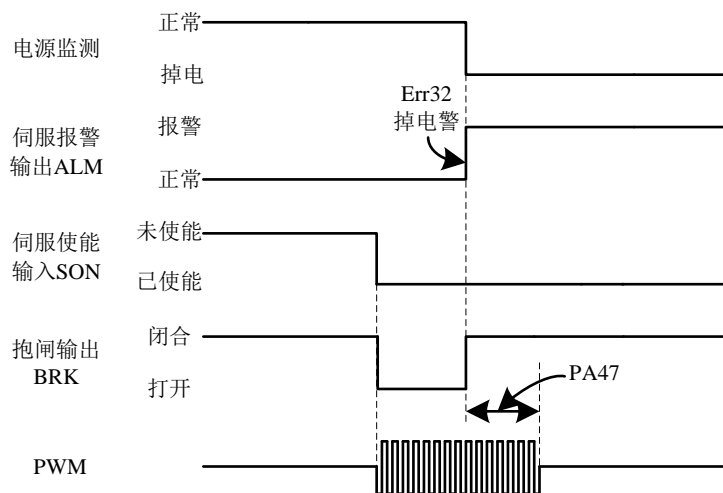 正常
电源监测
掉电
Err32
掉电警
报警
伺服报警
输出ALM
正常
未使能
伺服使能
输入SON
已使能
闭合
抱闸输出
BRK
打开
PA47
PWM